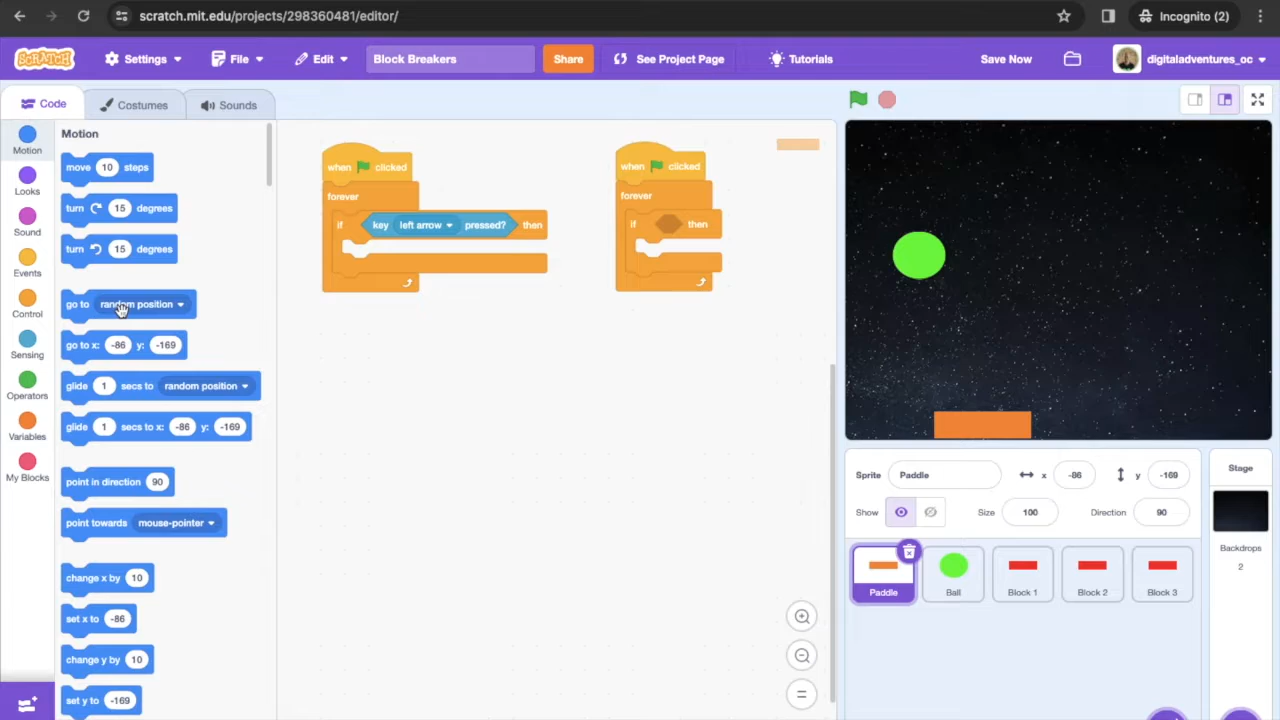 scratch.mit.edu/projects/298360481/editor/
Incognito (2)
SCRATCH
Settings
File
Edit
Block Breakers
Share
See Project Page
Tutorials
Save Now
digitaladventures_oc
Code
Costumes
Sounds
Motion
Looks
Sound
Events
Control
Sensing
Operators
Variables
My Blocks
Motion
move 10 steps
turn 15 degrees
turn 15 degrees
go to random position
go to x: -86 y: -169
glide 1 secs to random position
glide 1 secs to x: -86 y: -169
point in direction 90
point towards mouse-pointer
change x by 10
set x to -86
change y by 10
set y to -169
when clicked
forever
if key left arrow pressed? then
when clicked
forever
if then
Sprite Paddle
x -86
y -169
Show
Size 100
Direction 90
Paddle
Ball
Block 1
Block 2
Block 3
Stage
Backdrops
2